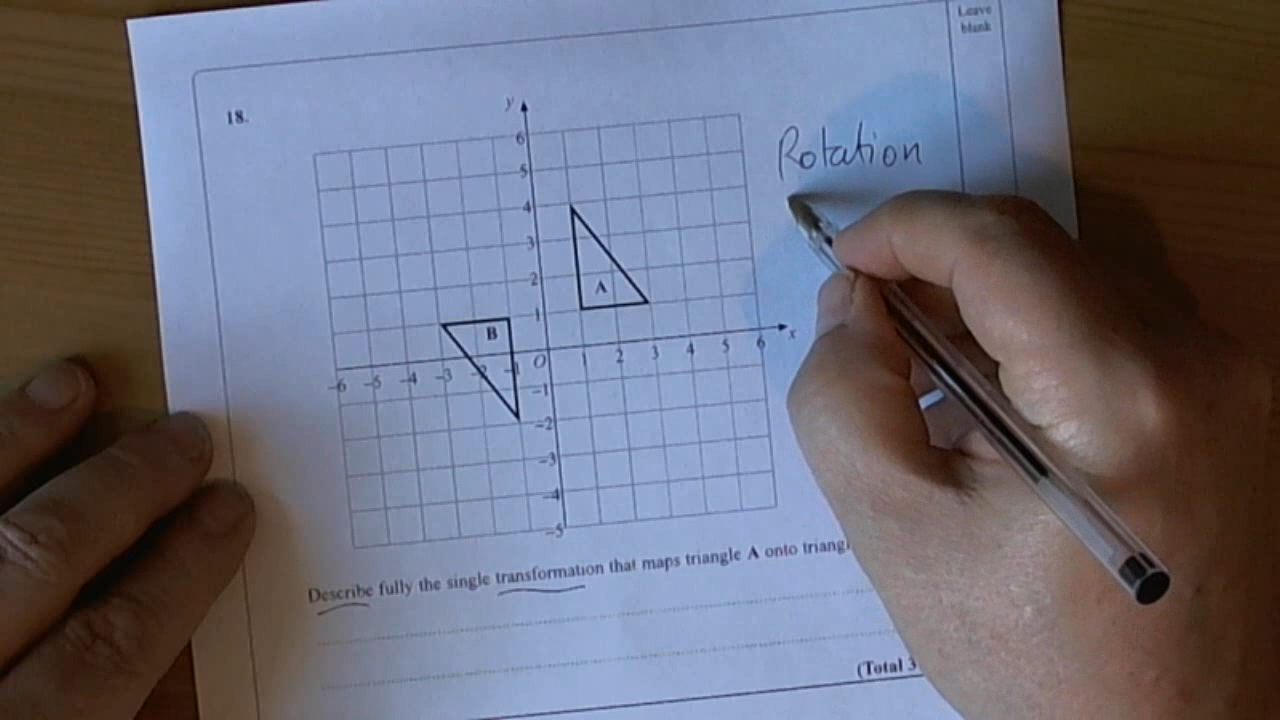 Leave
blank
18.
y
6
5
4
3
2
1
A
B
O
x
-6 -5 -4 -3 -2 -1 1 2 3 4 5 6
-1
-2
-3
-4
-5
Rotation
Describe fully the single transformation that maps triangle A onto
(Total 3